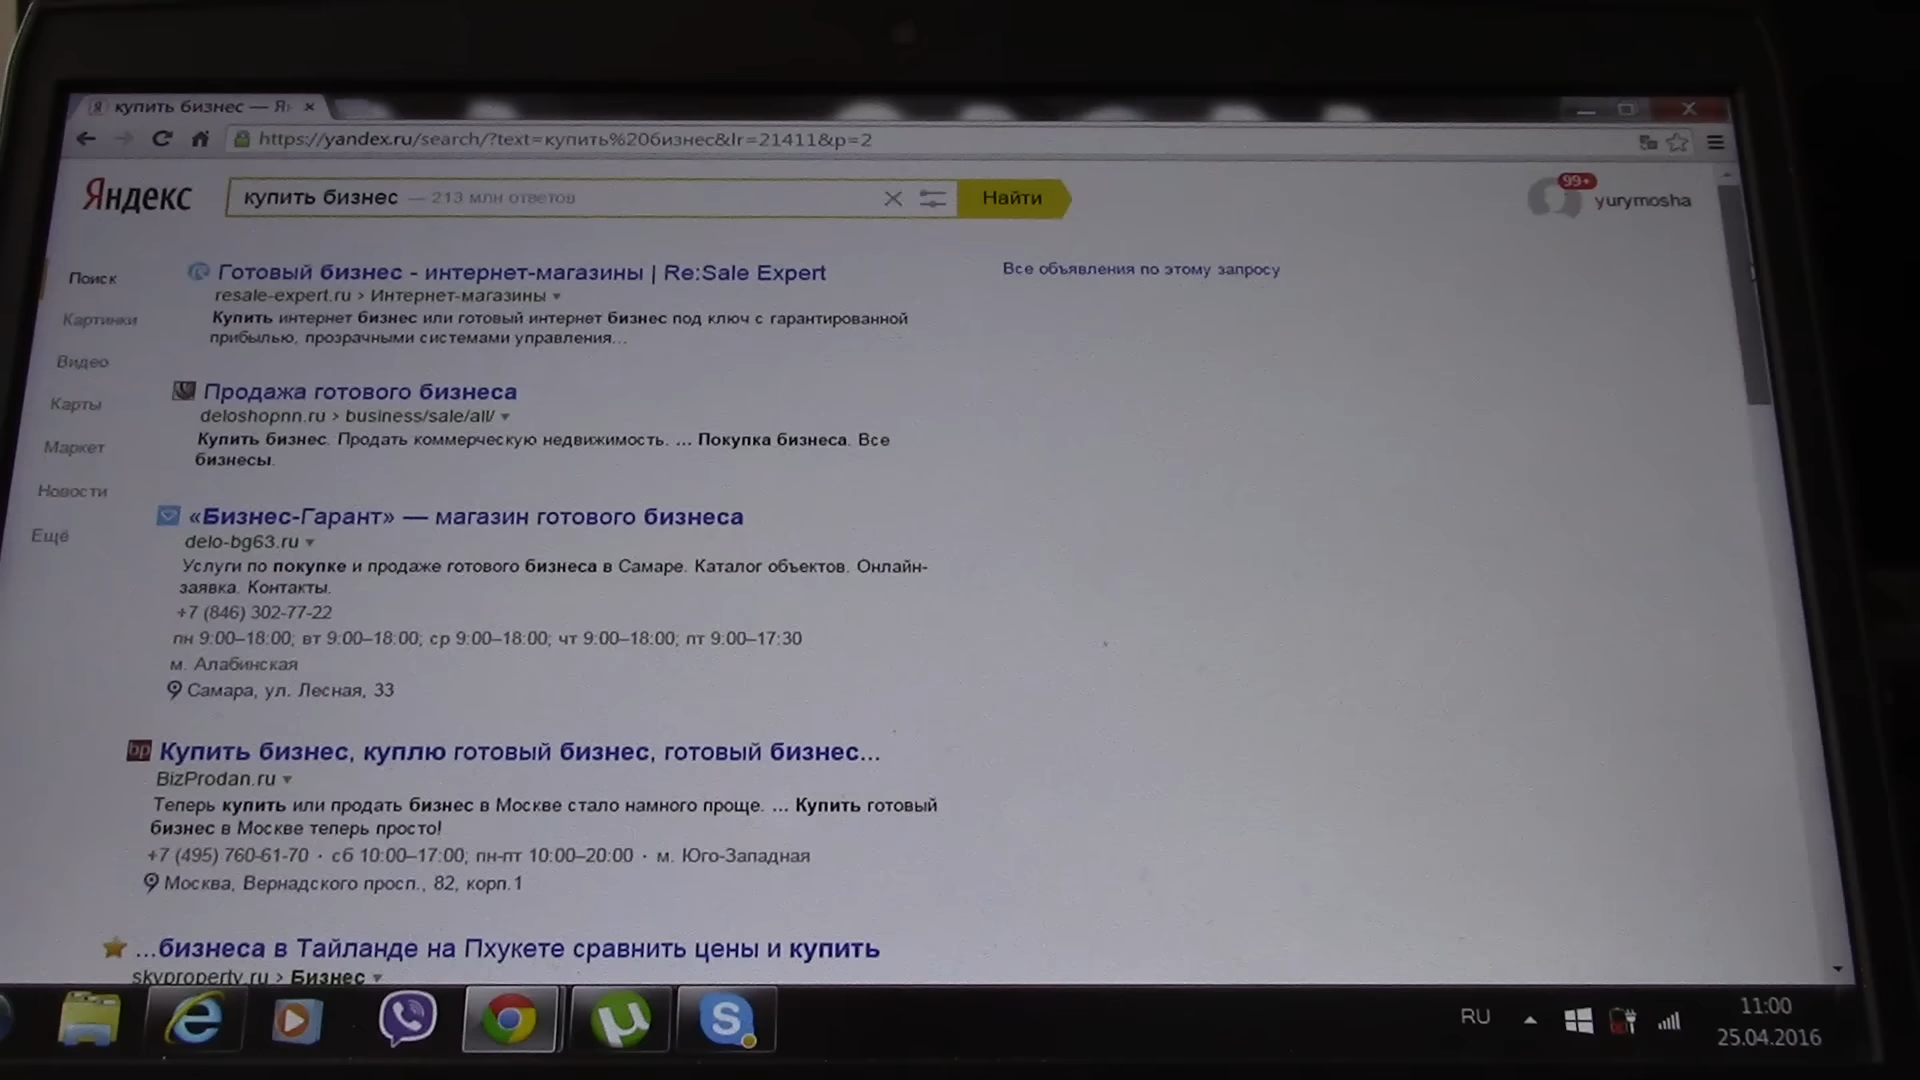 купить бизнес — Я
https://yandex.ru/search/?text=купить%20бизнес&lr=21411&p=2
Яндекс
купить бизнес — 213 млн ответов
Найти
99+
yurymosha
Поиск
Картинки
Видео
Карты
Маркет
Новости
Ещё
Готовый бизнес - интернет-магазины | Re:Sale Expert
resale-expert.ru › Интернет-магазины
Купить интернет бизнес или готовый интернет бизнес под ключ с гарантированной
прибылью, прозрачными системами управления...
Все объявления по этому запросу
Продажа готового бизнеса
deloshopnn.ru › business/sale/all/
Купить бизнес. Продать коммерческую недвижимость. ... Покупка бизнеса. Все
бизнесы.
«Бизнес-Гарант» — магазин готового бизнеса
delo-bg63.ru
Услуги по покупке и продаже готового бизнеса в Самаре. Каталог объектов. Онлайн-
заявка. Контакты.
+7 (846) 302-77-22
пн 9:00–18:00; вт 9:00–18:00; ср 9:00–18:00; чт 9:00–18:00; пт 9:00–17:30
м. Алабинская
Самара, ул. Лесная, 33
bp Купить бизнес, куплю готовый бизнес, готовый бизнес...
BizProdan.ru
Теперь купить или продать бизнес в Москве стало намного проще. ... Купить готовый
бизнес в Москве теперь просто!
+7 (495) 760-61-70 · сб 10:00–17:00; пн-пт 10:00–20:00 · м. Юго-Западная
Москва, Вернадского просп., 82, корп.1
...бизнеса в Тайланде на Пхукете сравнить цены и купить
skyproperty.ru › Бизнес
RU
11:00
25.04.2016